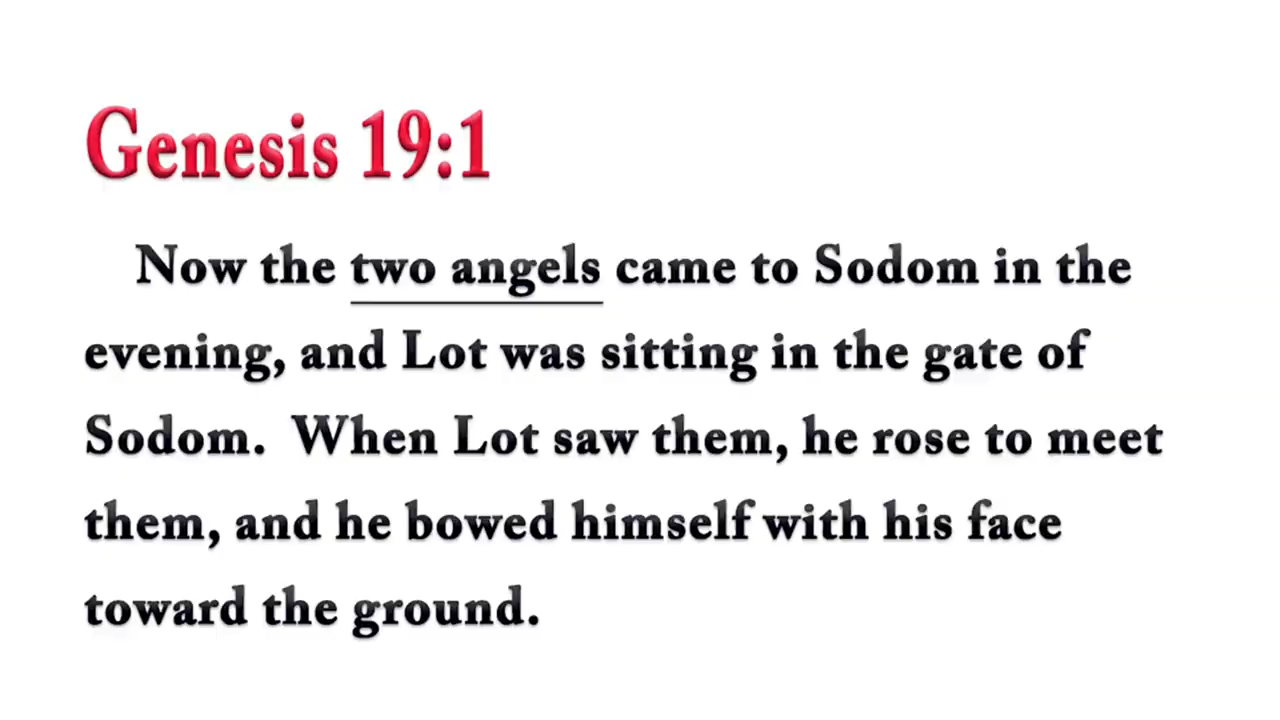 Genesis 19:1
Now the two angels came to Sodom in the
evening, and Lot was sitting in the gate of
Sodom.  When Lot saw them, he rose to meet
them, and he bowed himself with his face
toward the ground.